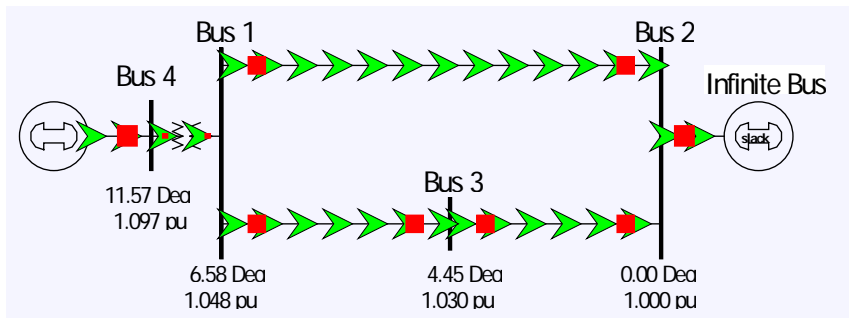 Bus 1
Bus 2
Bus 4
Infinite Bus
slack
Bus 3
11.57 Deg
1.097 pu
6.58 Deg
1.048 pu
4.45 Deg
1.030 pu
0.00 Deg
1.000 pu